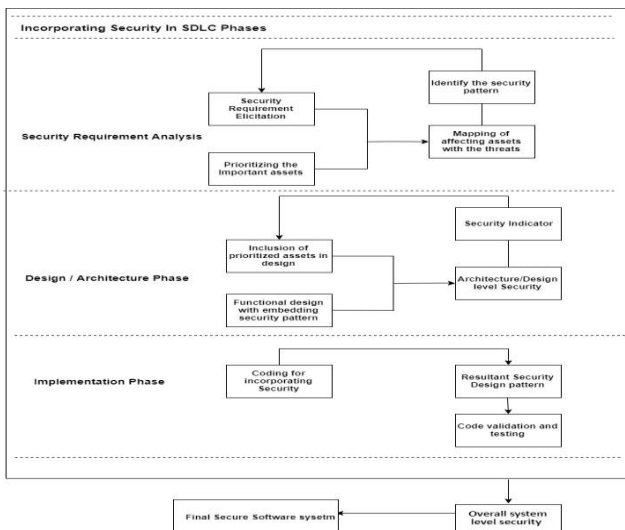 Incorporating Security In SDLC Phases
Identify the security
pattern
Security
Requirement
Elicitation
Security Requirement Analysis
Mapping of
affecting assets
with the threats
Prioritizing the
Important assets
Security Indicator
Inclusion of
prioritized assets in
design
Design / Architecture Phase
Architecture/Design
level Security
Functional design
with embedding
security pattern
Implementation Phase
Coding for
incorporating
Security
Resultant Security
Design pattern
Code validation and
testing
Final Secure Software sysetm
Overall system
level security